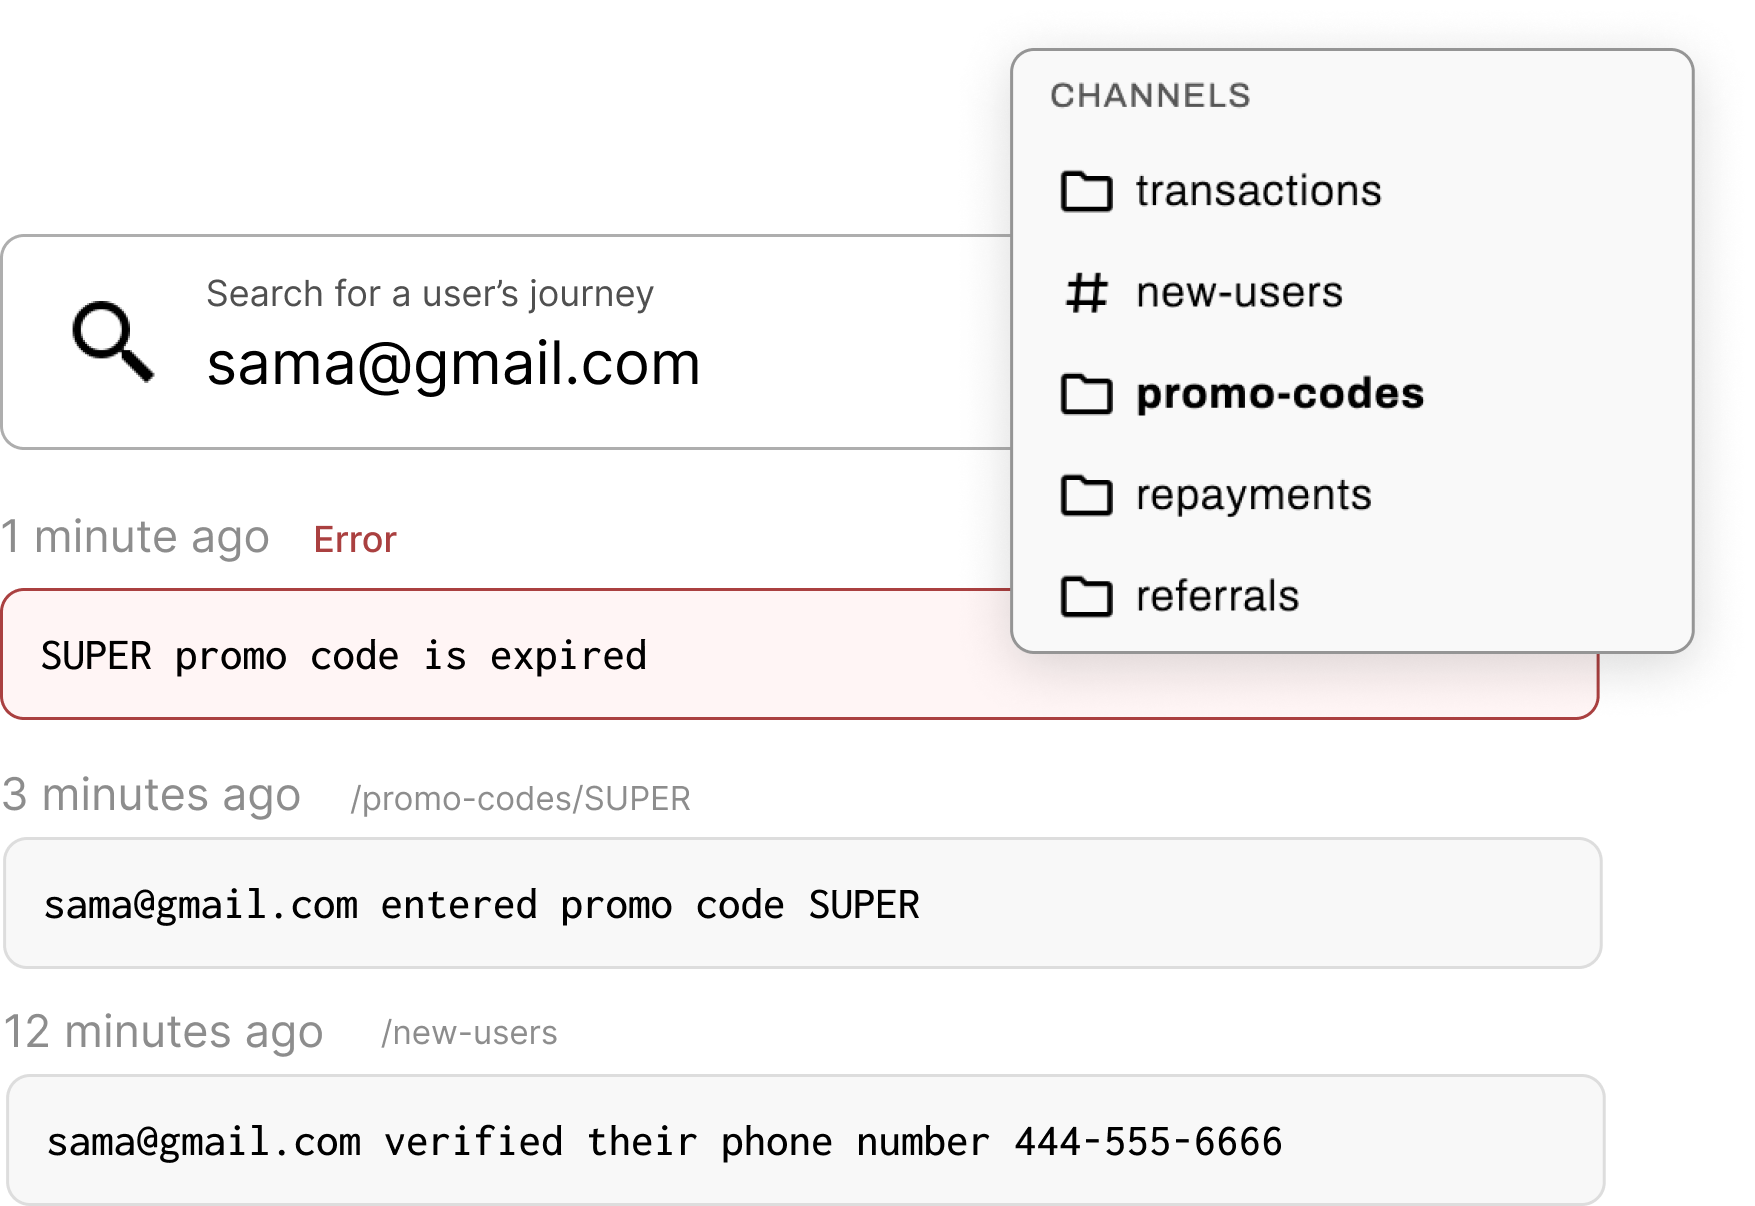 CHANNELS
transactions
# new-users
promo-codes
repayments
referrals
Search for a user’s journey
sama@gmail.com
1 minute ago Error
SUPER promo code is expired
3 minutes ago /promo-codes/SUPER
sama@gmail.com entered promo code SUPER
12 minutes ago /new-users
sama@gmail.com verified their phone number 444-555-6666